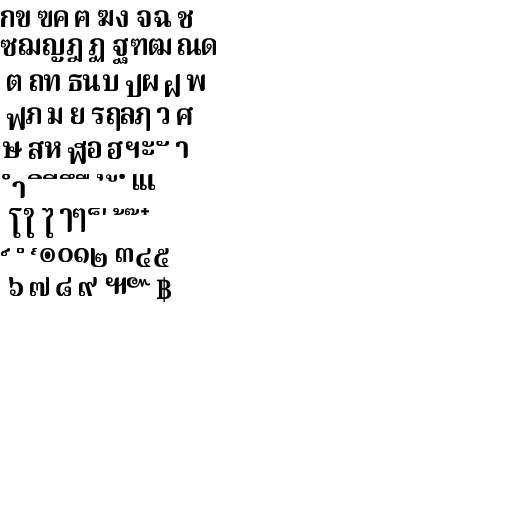 กข ฃค ฅ ฆง จฉ ช
ซฌญฎ ฏ ฐฑฒ ณด
ต ถท ธน บ ปผ ฝ พ
ฟภ ม ย รฤลฦ ว ศ
ษ สห ฬอ ฮ ฯะ ั า
ำ ิ ี ึ ื ุ ู ฺ เแ
โใ ไ ๅๆ ็ ่ ้ ๊ ๋
์ ํ ๎ ๏๐๑๒ ๓๔๕
๖๗ ๘ ๙ ๚๛ ฿